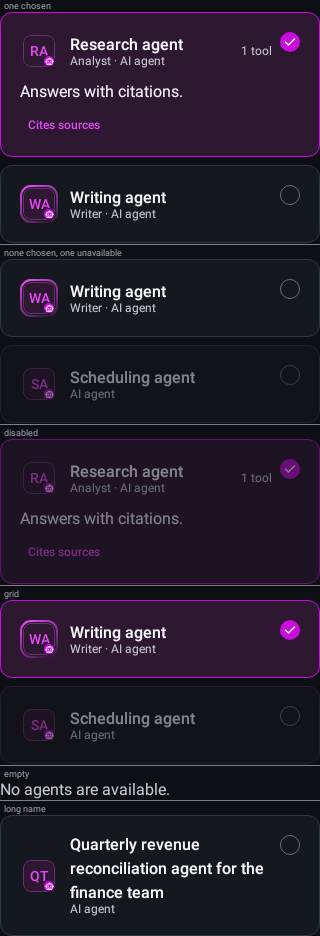 one chosen
RA
Research agent
1 tool
Analyst · AI agent
Answers with citations.
Cites sources
WA
Writing agent
Writer · AI agent
none chosen, one unavailable
WA
Writing agent
Writer · AI agent
SA
Scheduling agent
AI agent
disabled
RA
Research agent
1 tool
Analyst · AI agent
Answers with citations.
Cites sources
grid
WA
Writing agent
Writer · AI agent
SA
Scheduling agent
AI agent
empty
No agents are available.
long name
QT
Quarterly revenue
reconciliation agent for the
finance team
AI agent